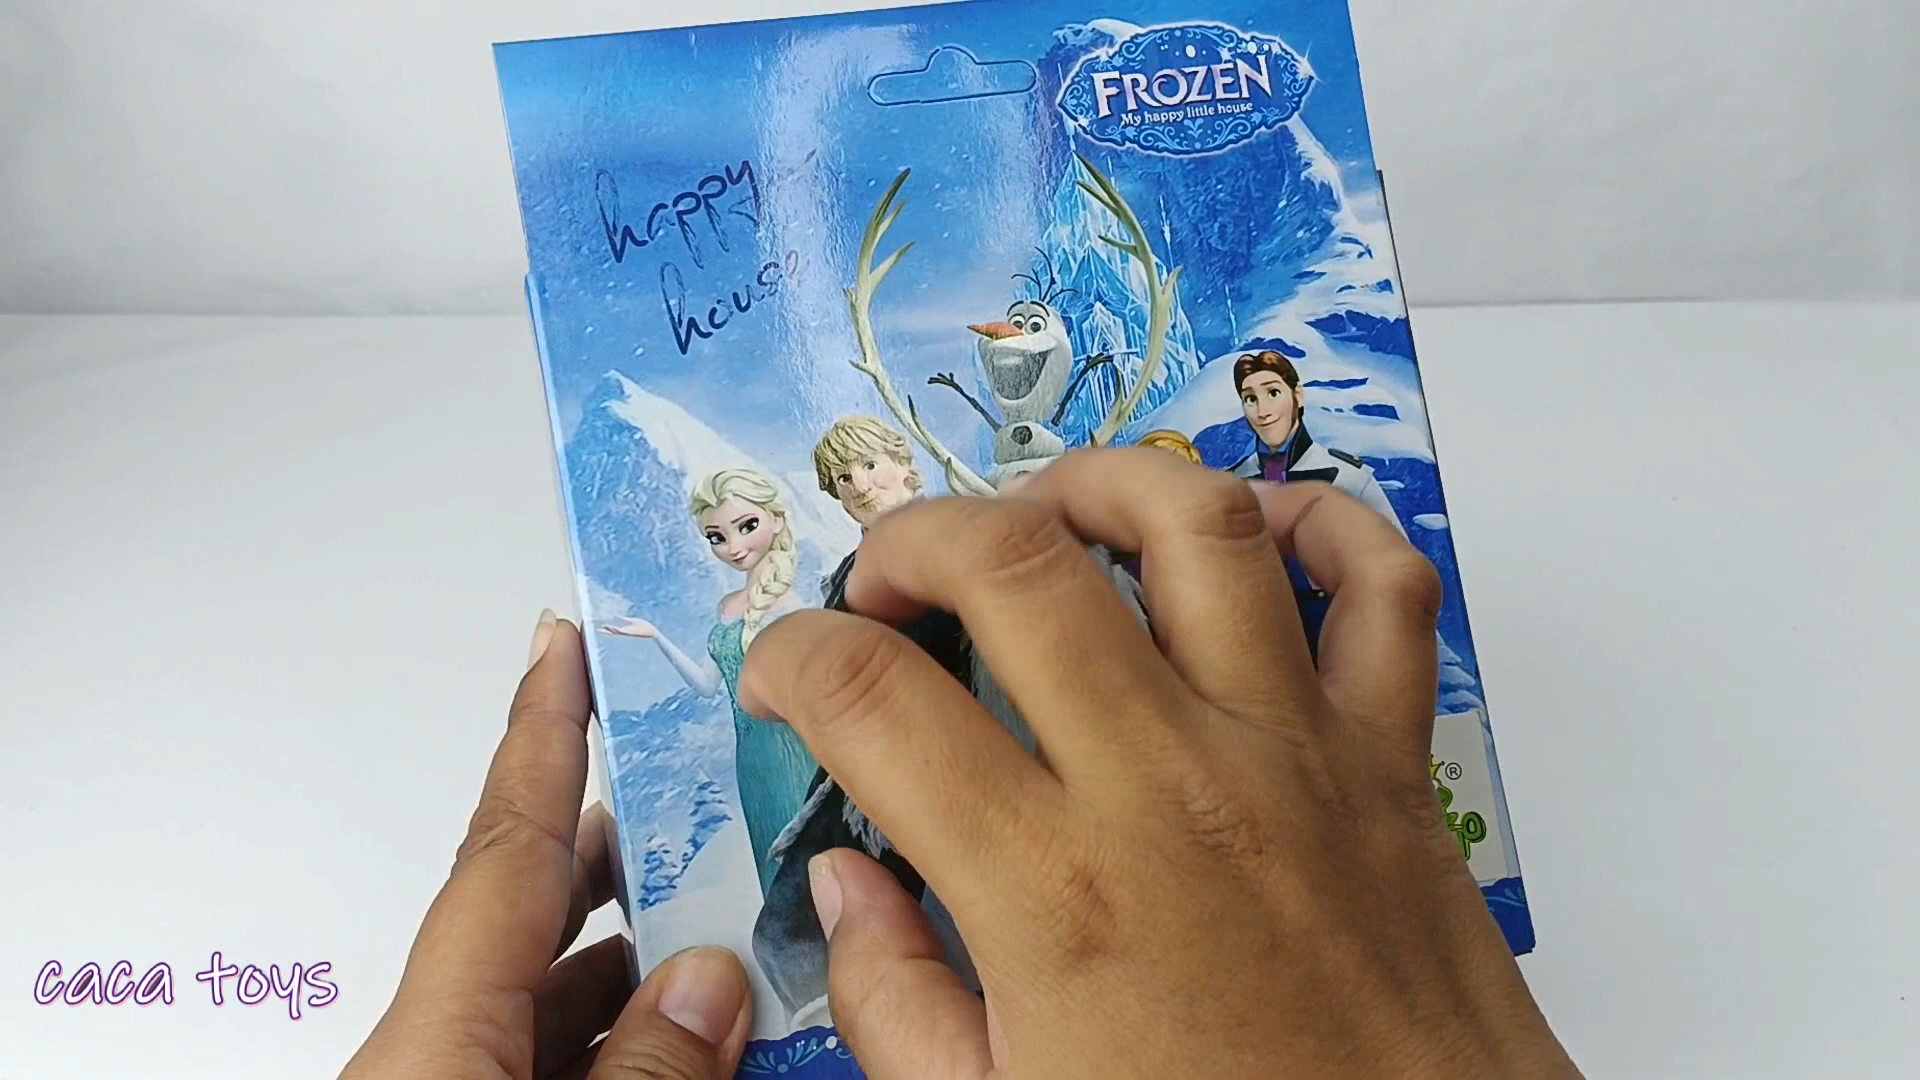 FROZEN
My happy little house
happy
house
®
caca toys